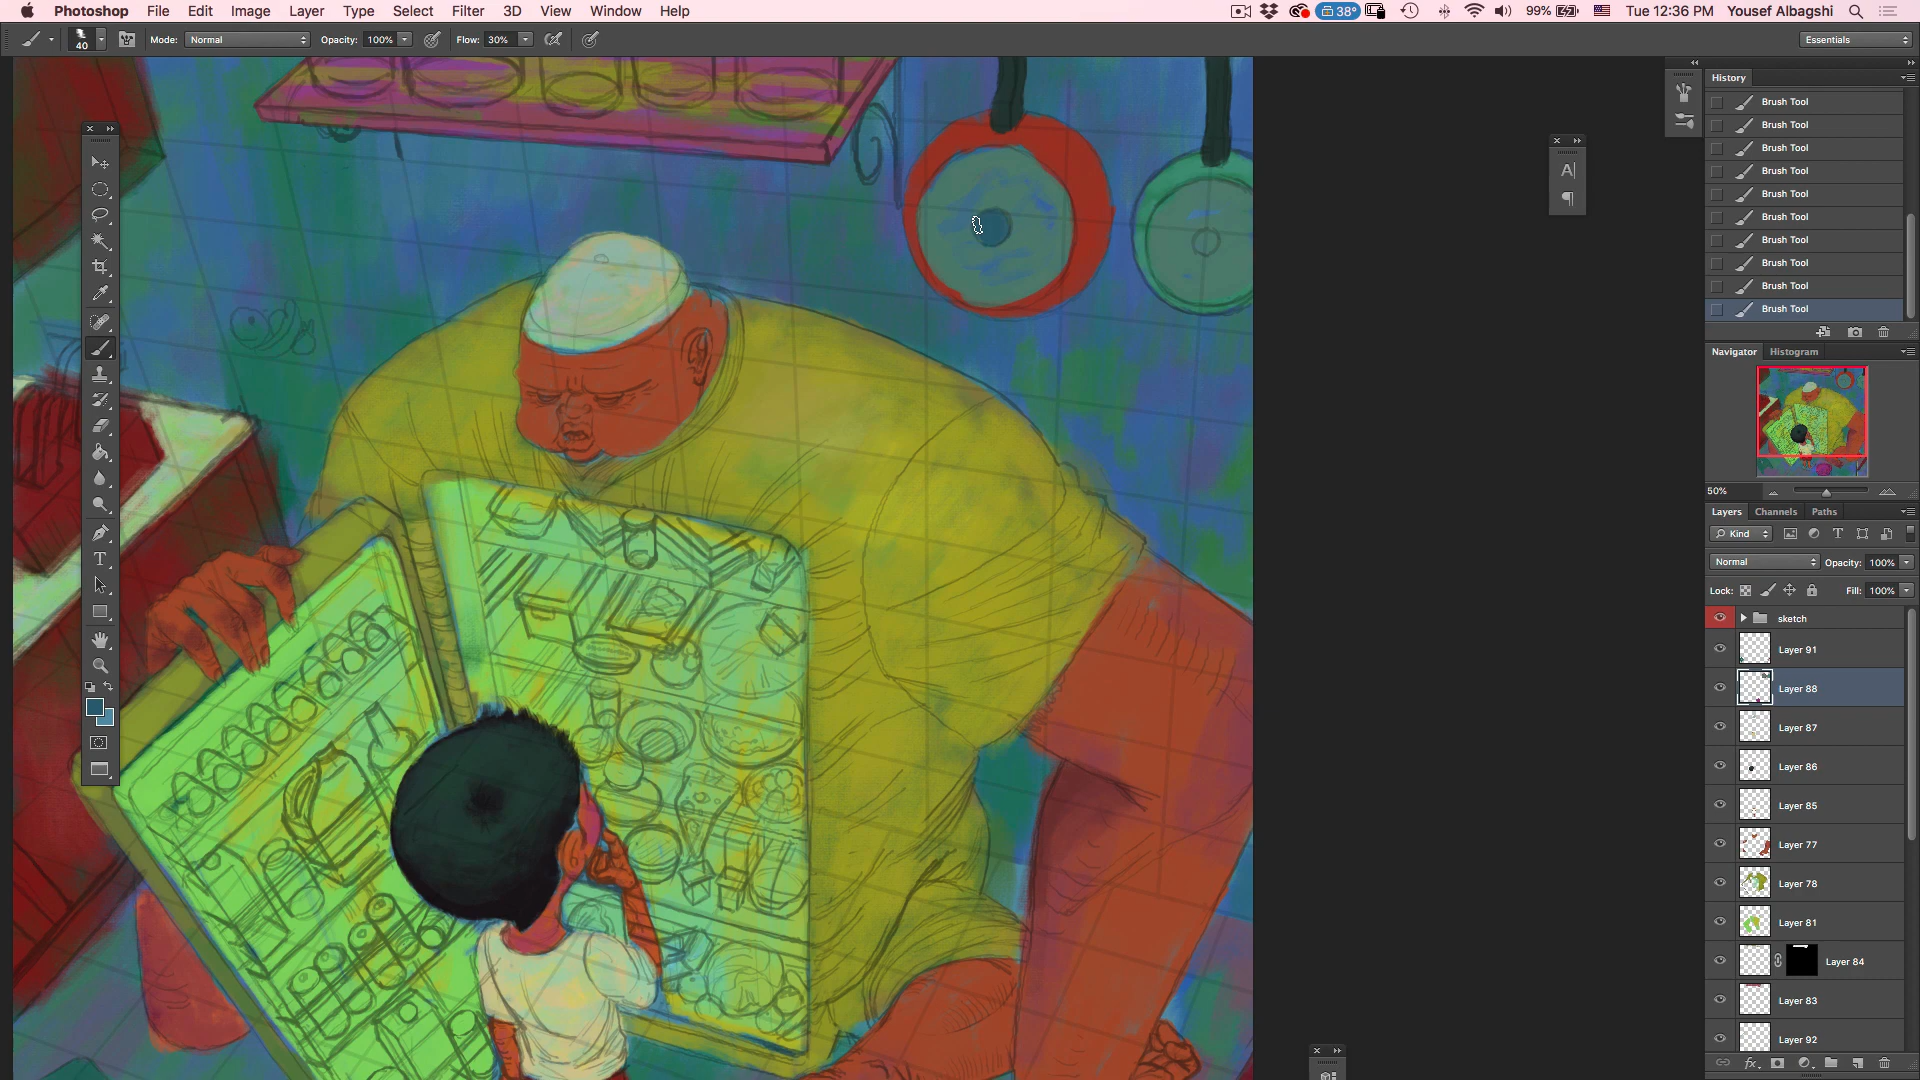 Photoshop File Edit Image Layer Type Select Filter 3D View Window Help 38° 99% Tue 12:36 PM Yousef Albagshi
40 Mode: Normal Opacity: 100% Flow: 30% Essentials
History
Brush Tool
Brush Tool
Brush Tool
Brush Tool
Brush Tool
Brush Tool
Brush Tool
Brush Tool
Brush Tool
Brush Tool
Navigator Histogram
50%
Layers Channels Paths
Kind
Normal Opacity: 100%
Lock: Fill: 100%
sketch
Layer 91
Layer 88
Layer 87
Layer 86
Layer 85
Layer 77
Layer 78
Layer 81
Layer 84
Layer 83
Layer 92